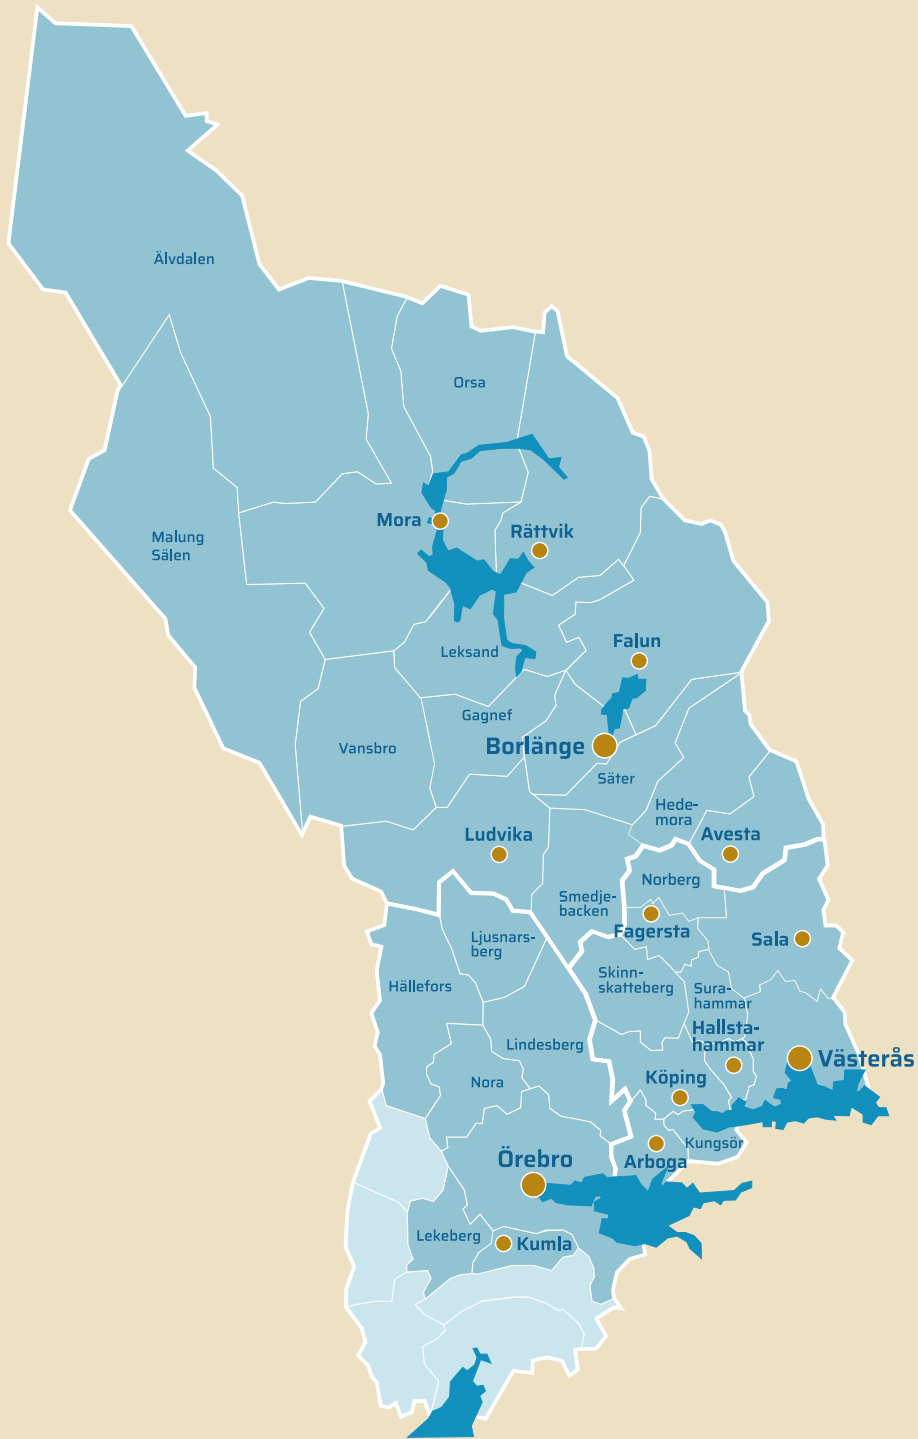 Älvdalen
Orsa
Malung
Sälen
Mora
Rättvik
Leksand
Falun
Gagnef
Vansbro
Borlänge
Säter
Hede-
mora
Ludvika
Avesta
Norberg
Smedje-
backen
Fagersta
Sala
Ljusnars-
berg
Hällefors
Skinn-
skatteberg
Sura-
hammar
Hallsta-
hammar
Lindesberg
Västerås
Nora
Köping
Kungsör
Arboga
Örebro
Lekeberg
Kumla